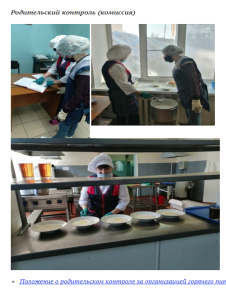 Родительский контроль (комиссия)
Положение о родительском контроле за организацией горячего пит